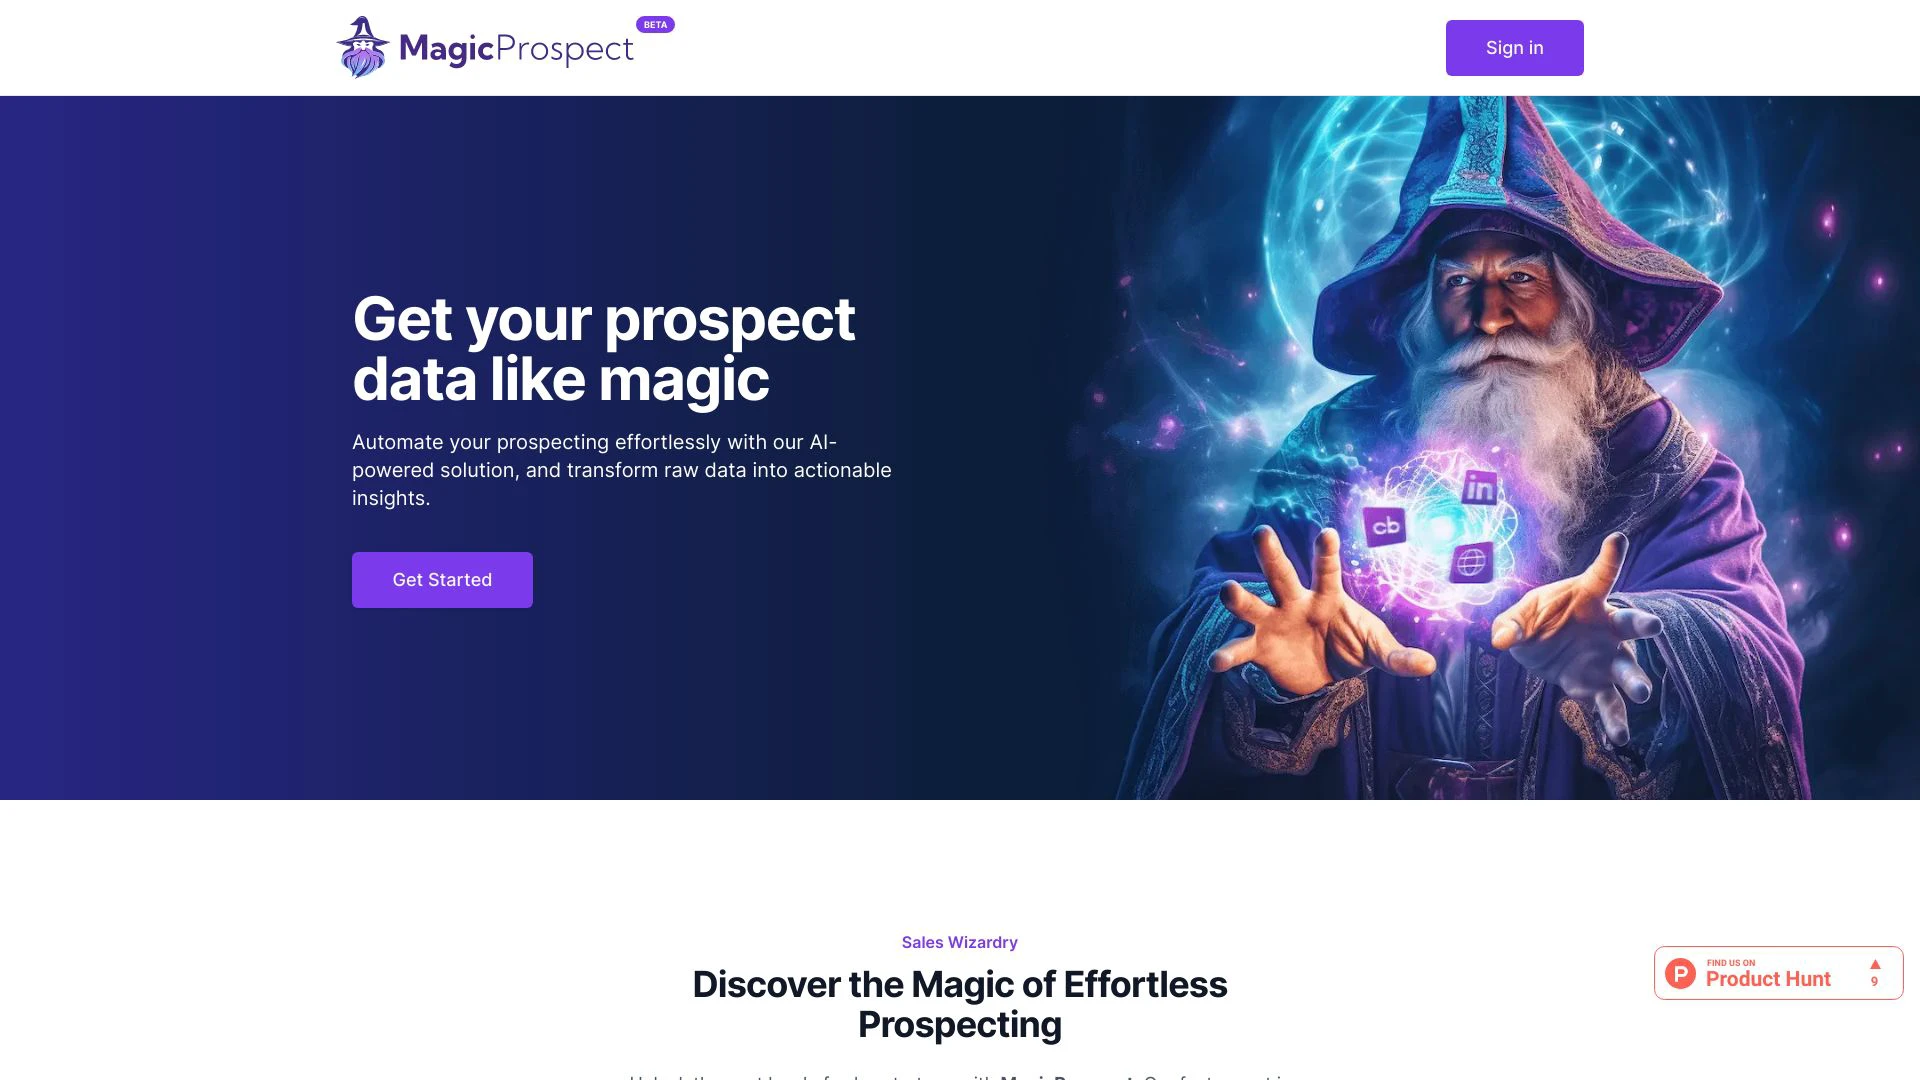 MagicProspect
BETA
Sign in
Get your prospect
data like magic
Automate your prospecting effortlessly with our AI-
powered solution, and transform raw data into actionable
insights.
Get Started
in
cb
Sales Wizardry
Discover the Magic of Effortless
Prospecting
FIND US ON
Product Hunt
9
P